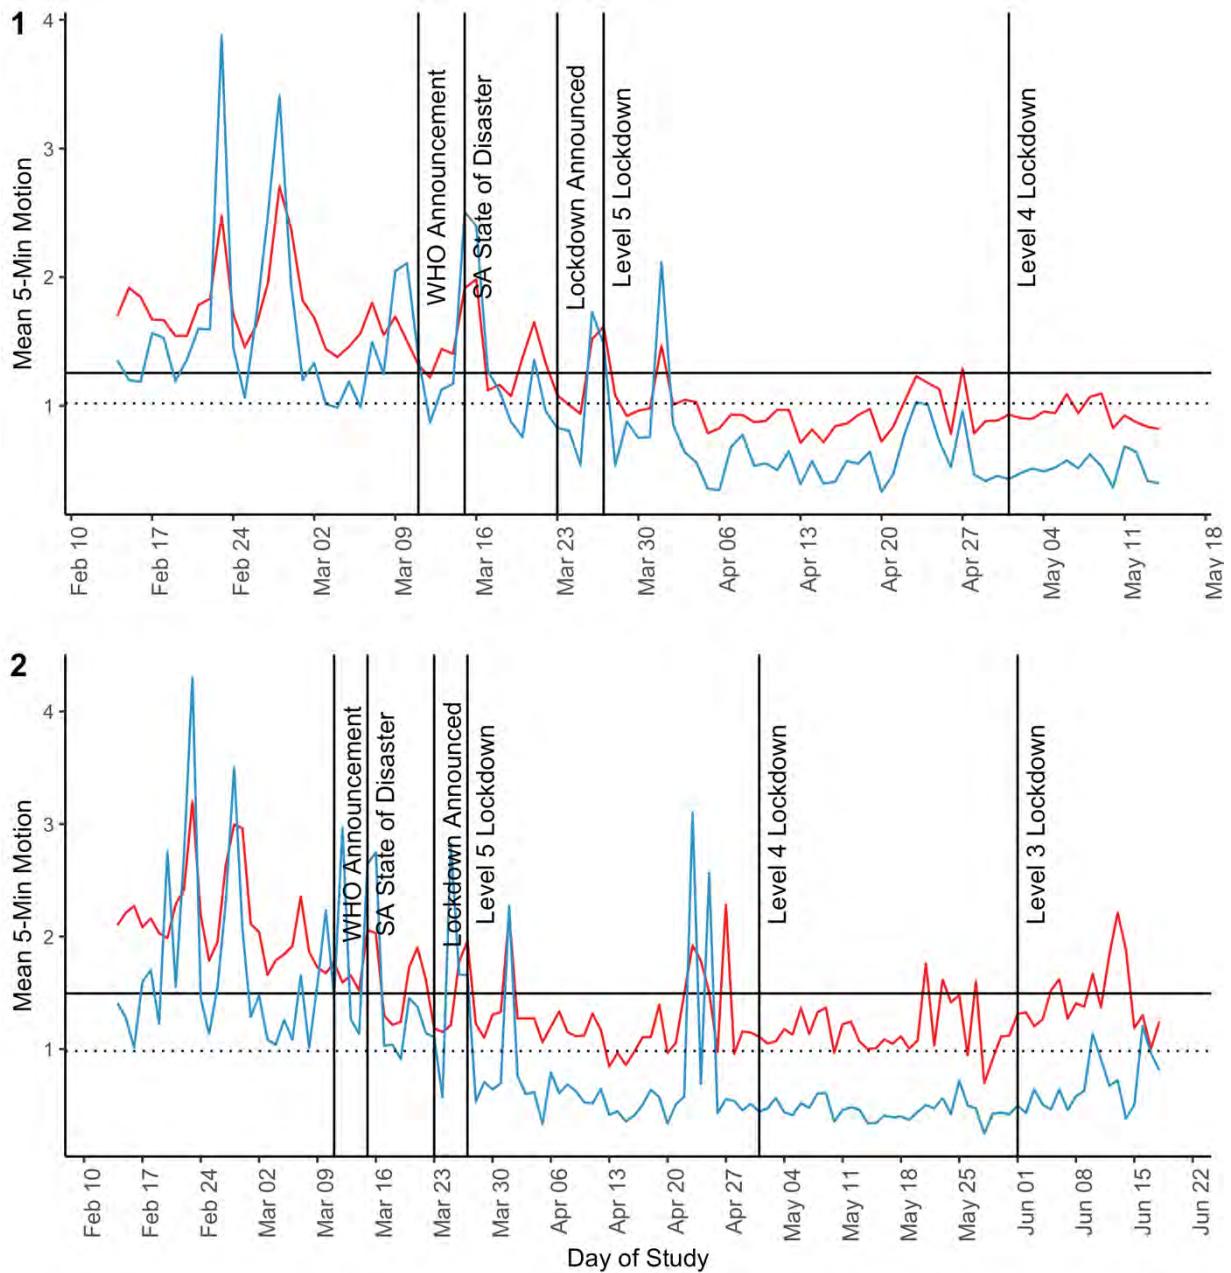 1
4
3
2
1
Mean 5-Min Motion
WHO Announcement
SA State of Disaster
Lockdown Announced
Level 5 Lockdown
Level 4 Lockdown
Feb 10
Feb 17
Feb 24
Mar 02
Mar 09
Mar 16
Mar 23
Mar 30
Apr 06
Apr 13
Apr 20
Apr 27
May 04
May 11
May 18
2
4
3
2
1
Mean 5-Min Motion
WHO Announcement
SA State of Disaster
Lockdown Announced
Level 5 Lockdown
Level 4 Lockdown
Level 3 Lockdown
Feb 10
Feb 17
Feb 24
Mar 02
Mar 09
Mar 16
Mar 23
Mar 30
Apr 06
Apr 13
Apr 20
Apr 27
May 04
May 11
May 18
May 25
Jun 01
Jun 08
Jun 15
Jun 22
Day of Study